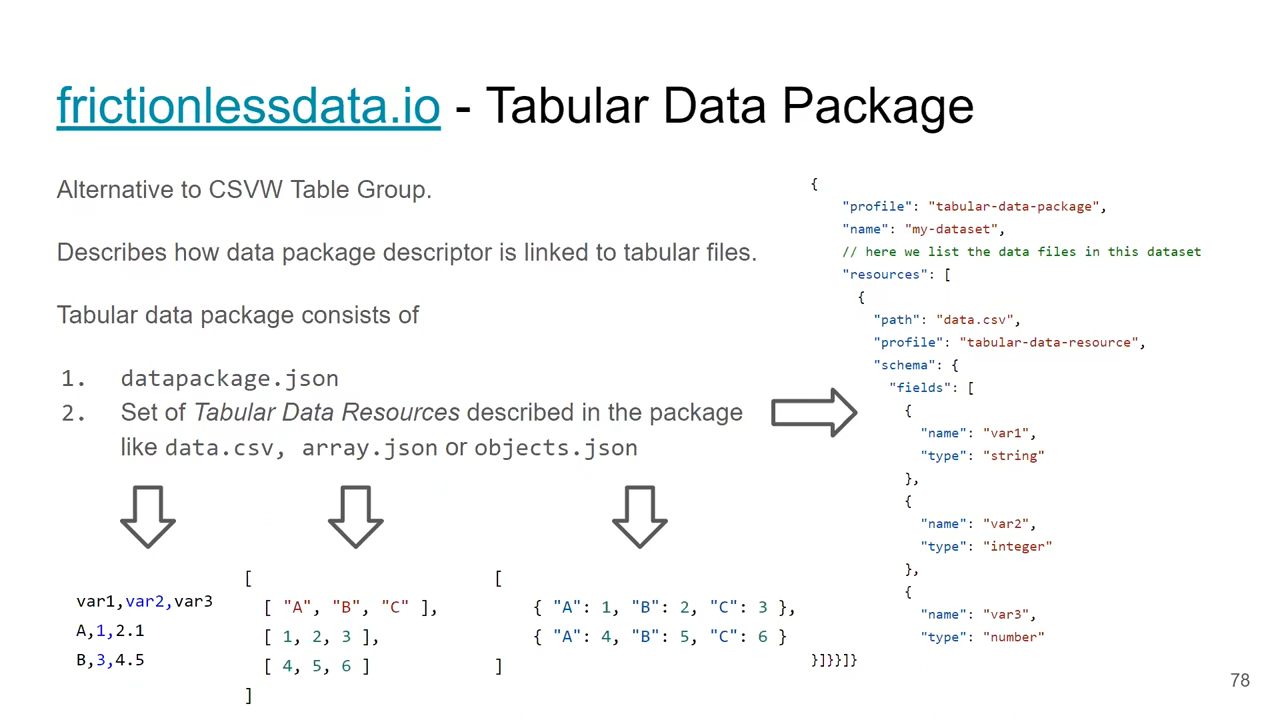 frictionlessdata.io - Tabular Data Package
Alternative to CSVW Table Group.
Describes how data package descriptor is linked to tabular files.
Tabular data package consists of
1. datapackage.json
2. Set of Tabular Data Resources described in the package
like data.csv, array.json or objects.json
var1,var2,var3
A,1,2.1
B,3,4.5
[
[ "A", "B", "C" ],
[ 1, 2, 3 ],
[ 4, 5, 6 ]
]
[
{ "A": 1, "B": 2, "C": 3 },
{ "A": 4, "B": 5, "C": 6 }
]
{
"profile": "tabular-data-package",
"name": "my-dataset",
// here we list the data files in this dataset
"resources": [
{
"path": "data.csv",
"profile": "tabular-data-resource",
"schema": {
"fields": [
{
"name": "var1",
"type": "string"
},
{
"name": "var2",
"type": "integer"
},
{
"name": "var3",
"type": "number"
}]}}]}
78